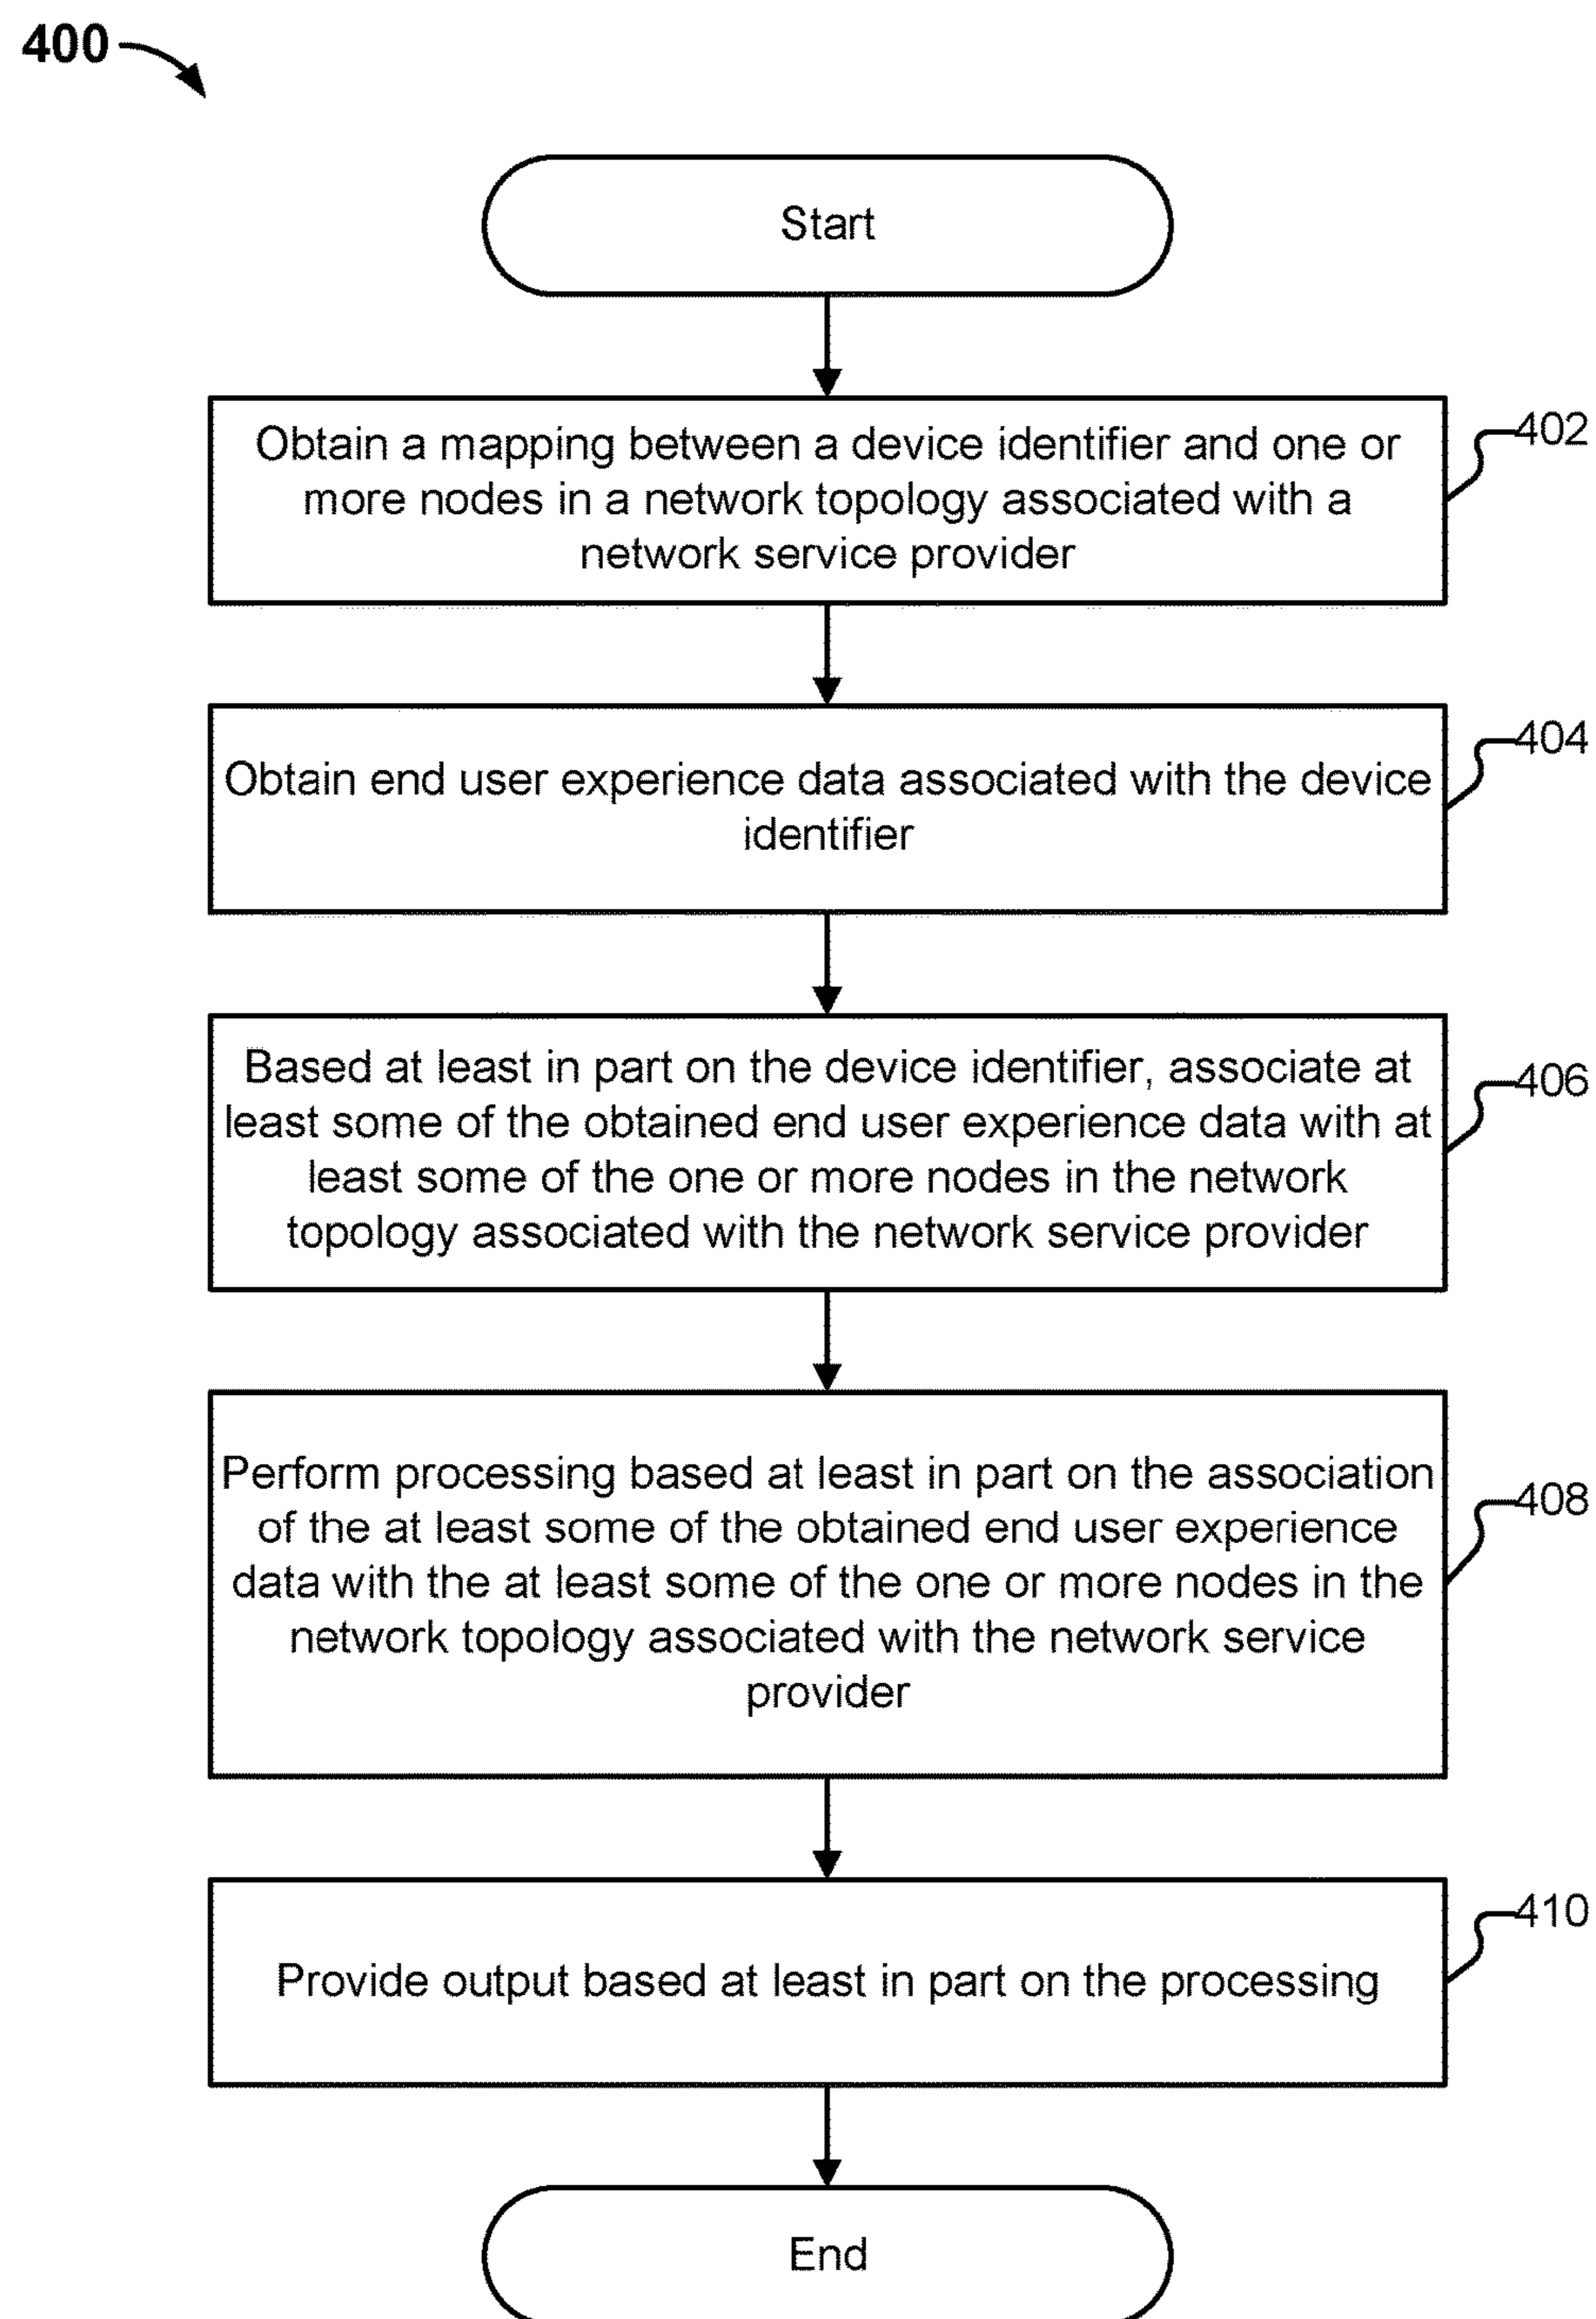 400
Start
Obtain a mapping between a device identifier and one or
more nodes in a network topology associated with a
network service provider
402
Obtain end user experience data associated with the device
identifier
404
Based at least in part on the device identifier, associate at
least some of the obtained end user experience data with at
least some of the one or more nodes in the network
topology associated with the network service provider
406
Perform processing based at least in part on the association
of the at least some of the obtained end user experience
data with the at least some of the one or more nodes in the
network topology associated with the network service
provider
408
Provide output based at least in part on the processing
410
End